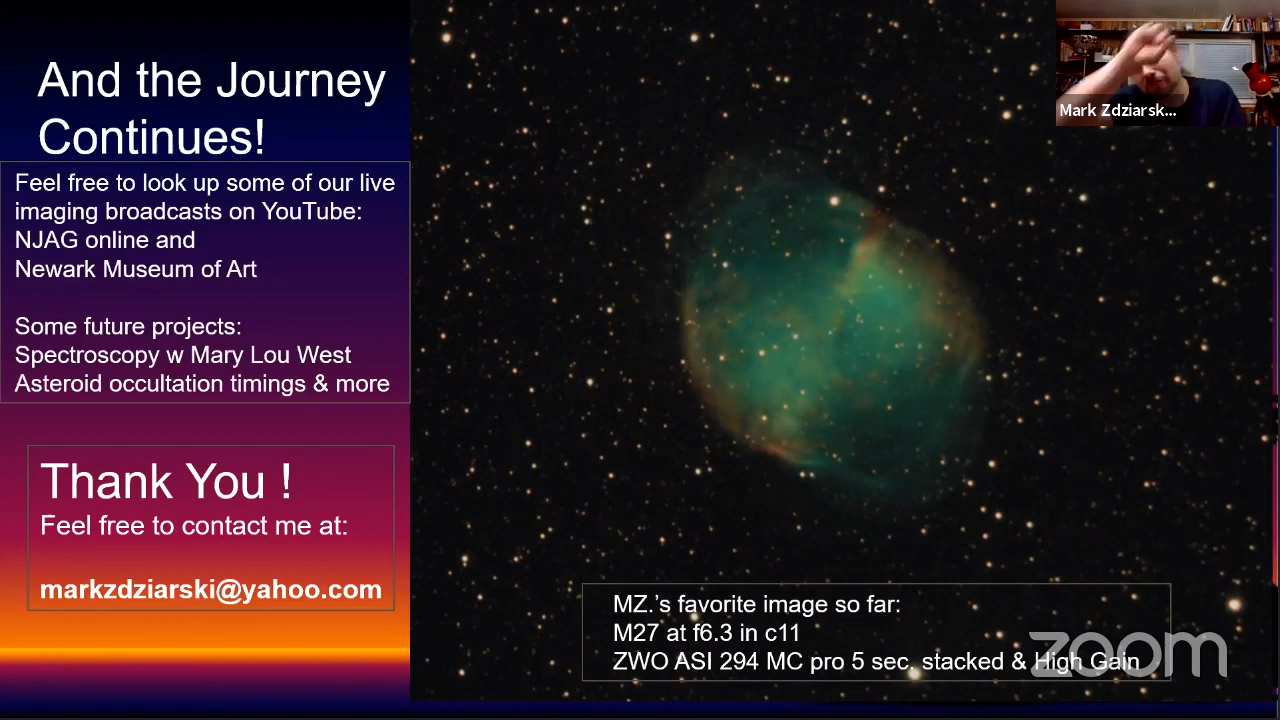 And the Journey
Continues!
Feel free to look up some of our live
imaging broadcasts on YouTube:
NJAG online and
Newark Museum of Art
Some future projects:
Spectroscopy w Mary Lou West
Asteroid occultation timings & more
Thank You !
Feel free to contact me at:
markzdziarski@yahoo.com
Mark Zdziarsk...
MZ.'s favorite image so far:
M27 at f6.3 in c11
ZWO ASI 294 MC pro 5 sec. stacked & High Gain
zoom